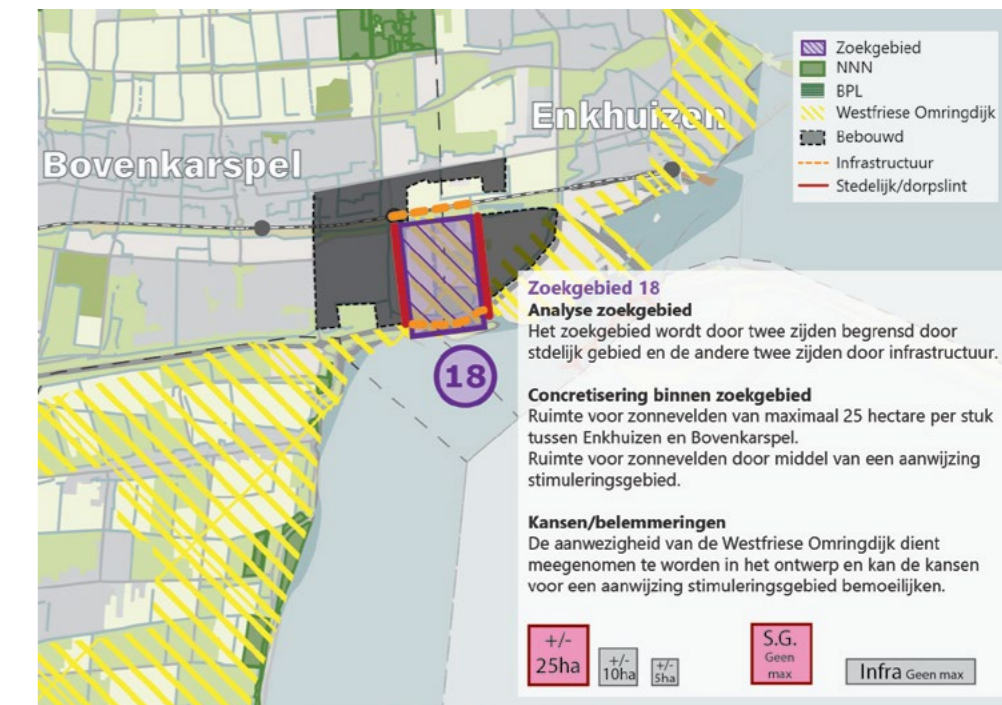 Zoekgebied
NNN
BPL
Westfriese Omringdijk
Bebouwd
Infrastructuur
Stedelijk/dorpslint
Enkhuizen
Bovenkarspel
18
Zoekgebied 18
Analyse zoekgebied
Het zoekgebied wordt door twee zijden begrensd door
stdelijk gebied en de andere twee zijden door infrastructuur.
Concretisering binnen zoekgebied
Ruimte voor zonnevelden van maximaal 25 hectare per stuk
tussen Enkhuizen en Bovenkarspel.
Ruimte voor zonnevelden door middel van een aanwijzing
stimuleringsgebied.
Kansen/belemmeringen
De aanwezigheid van de Westfriese Omringdijk dient
meegenomen te worden in het ontwerp en kan de kansen
voor een aanwijzing stimuleringsgebied bemoeilijken.
+/-
25ha
+/-
10ha
+/-
5ha
S.G.
Geen
max
Infra Geen max